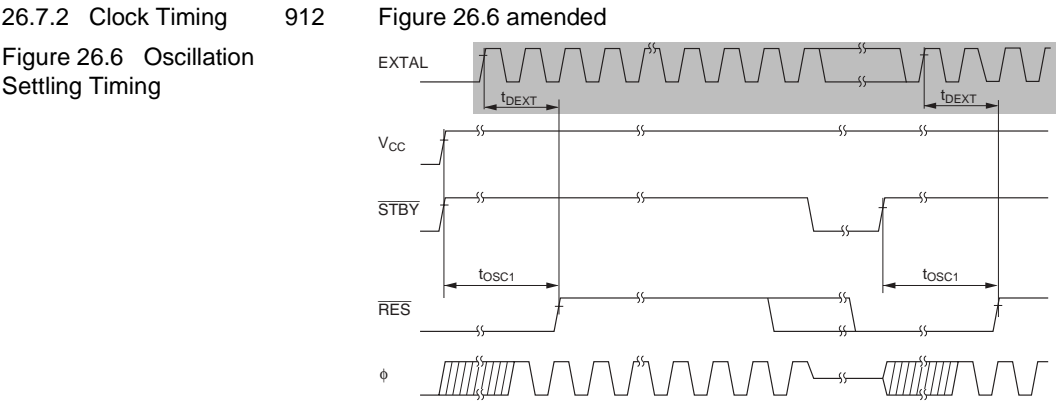 26.7.2 Clock Timing 912 Figure 26.6 amended
Figure 26.6 Oscillation
Settling Timing
EXTAL
tDEXT tDEXT
VCC
STBY
tOSC1 tOSC1
RES
ϕ